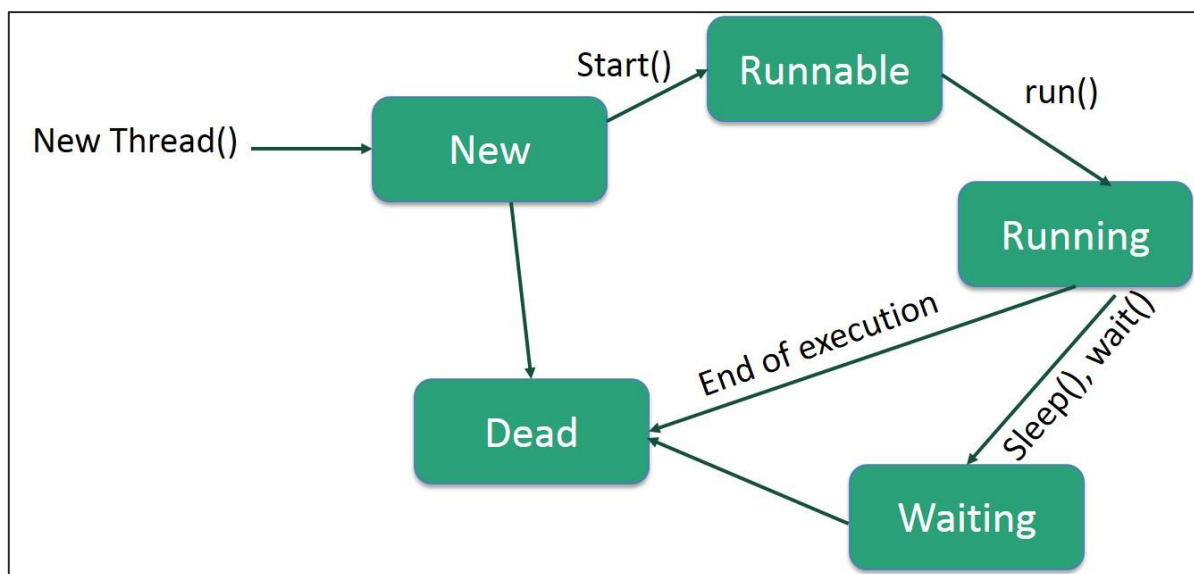 Start()
Runnable
run()
New Thread()
New
Running
End of execution
Sleep(), wait()
Dead
Waiting